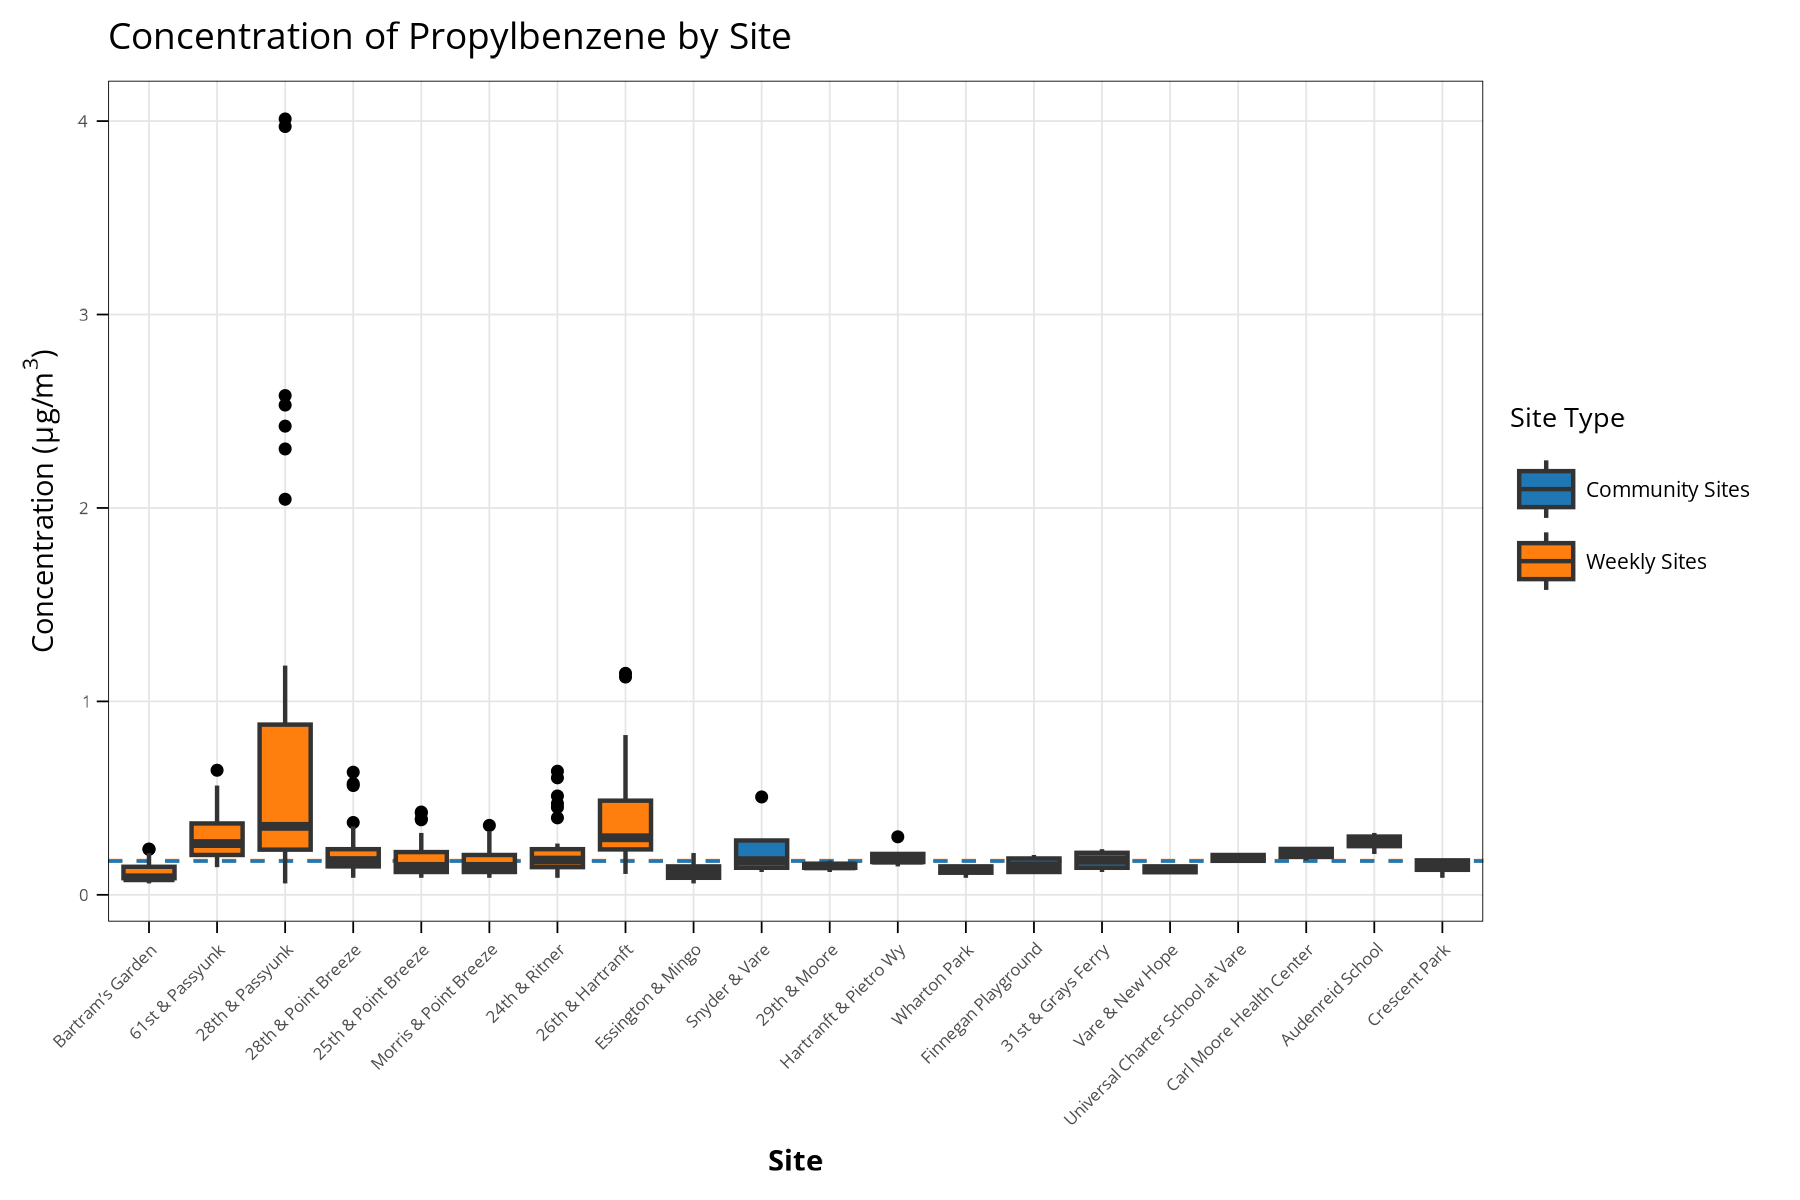 Concentration of Propylbenzene by Site
Concentration (µg/m³)
4
3
2
1
0
Bartram's Garden
61st & Passyunk
28th & Passyunk
28th & Point Breeze
25th & Point Breeze
Morris & Point Breeze
24th & Ritner
26th & Hartranft
Essington & Mingo
Snyder & Vare
29th & Moore
Hartranft & Pietro Wy
Wharton Park
Finnegan Playground
31st & Grays Ferry
Vare & New Hope
Universal Charter School at Vare
Carl Moore Health Center
Audenreid School
Crescent Park
Site
Site Type
Community Sites
Weekly Sites